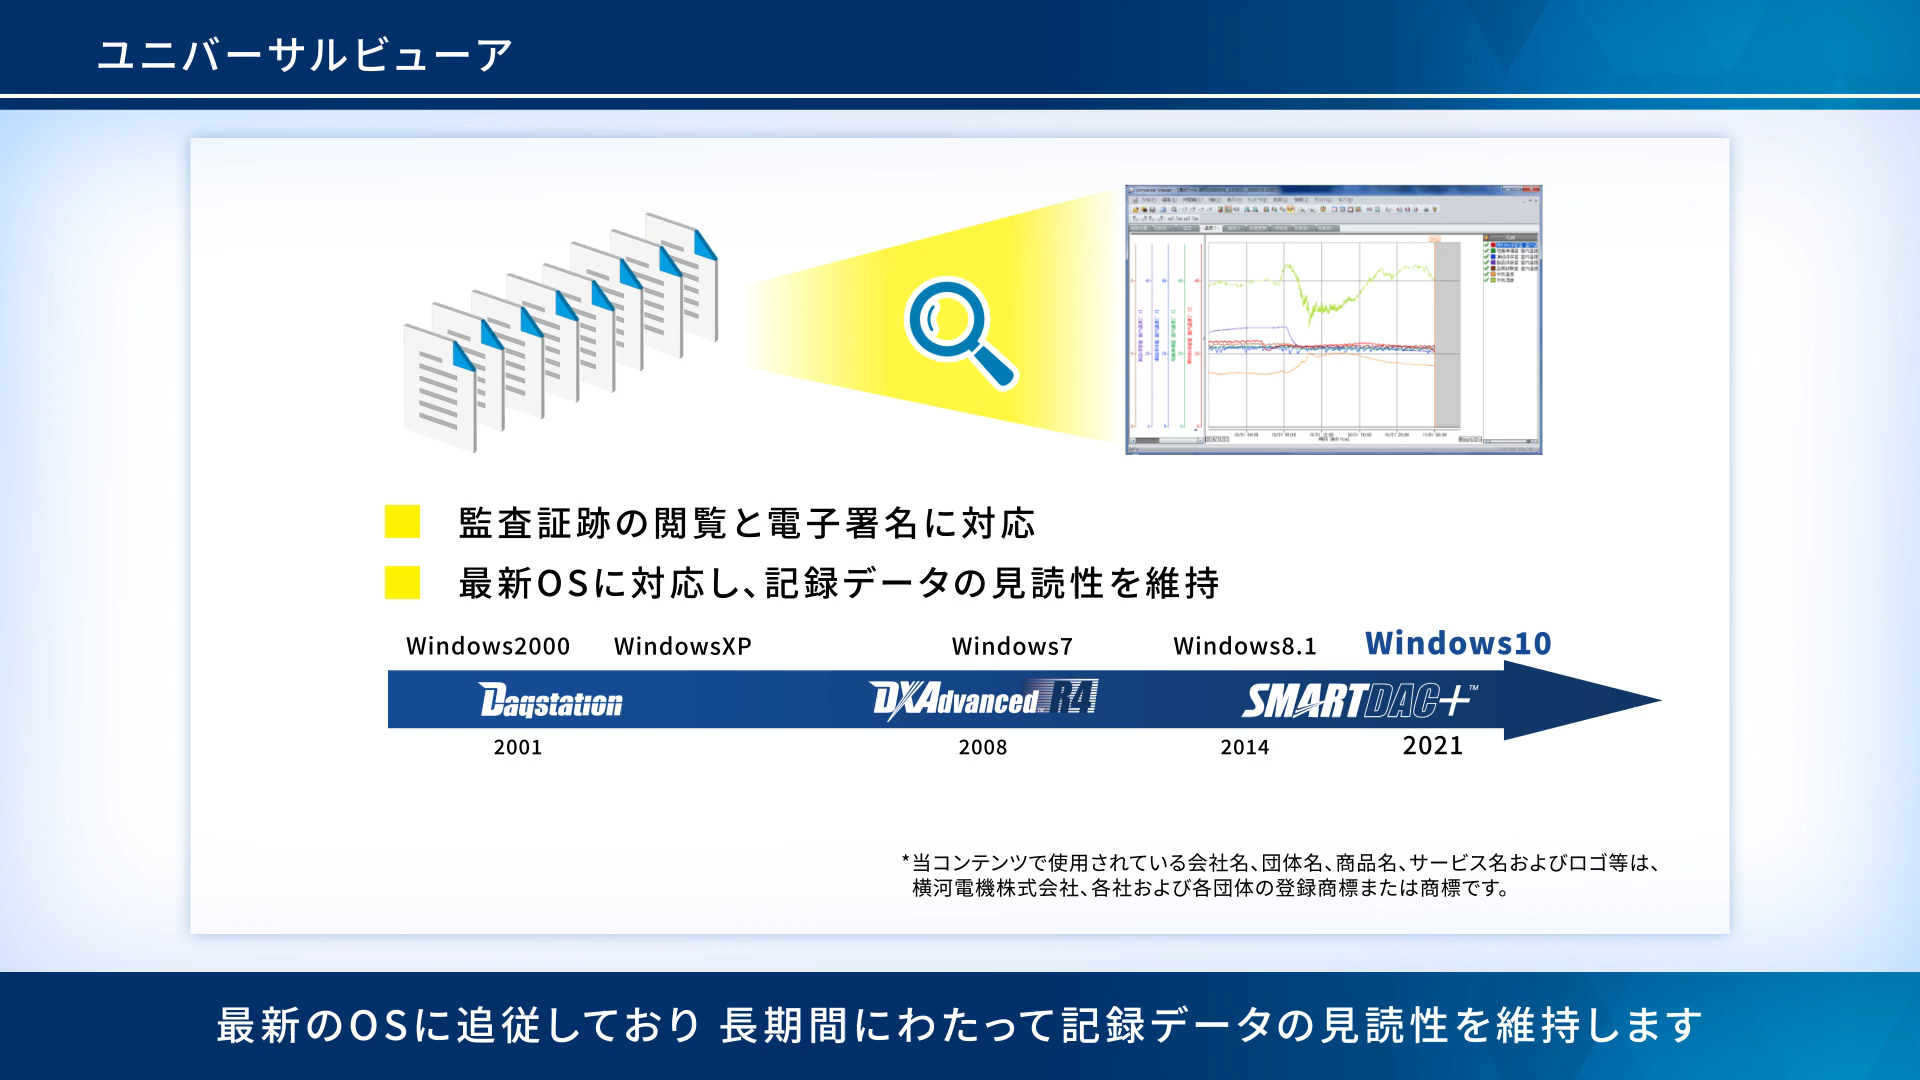 ユニバーサルビューア
Universal Viewer
監査証跡の閲覧と電子署名に対応
最新OSに対応し、記録データの見読性を維持
Windows2000 WindowsXP Windows7 Windows8.1 Windows10
Daqstation DXAdvanced R4 SMARTDAC+™
2001 2008 2014 2021
*当コンテンツで使用されている会社名、団体名、商品名、サービス名およびロゴ等は、
横河電機株式会社、各社および各団体の登録商標または商標です。
最新のOSに追従しており 長期間にわたって記録データの見読性を維持します